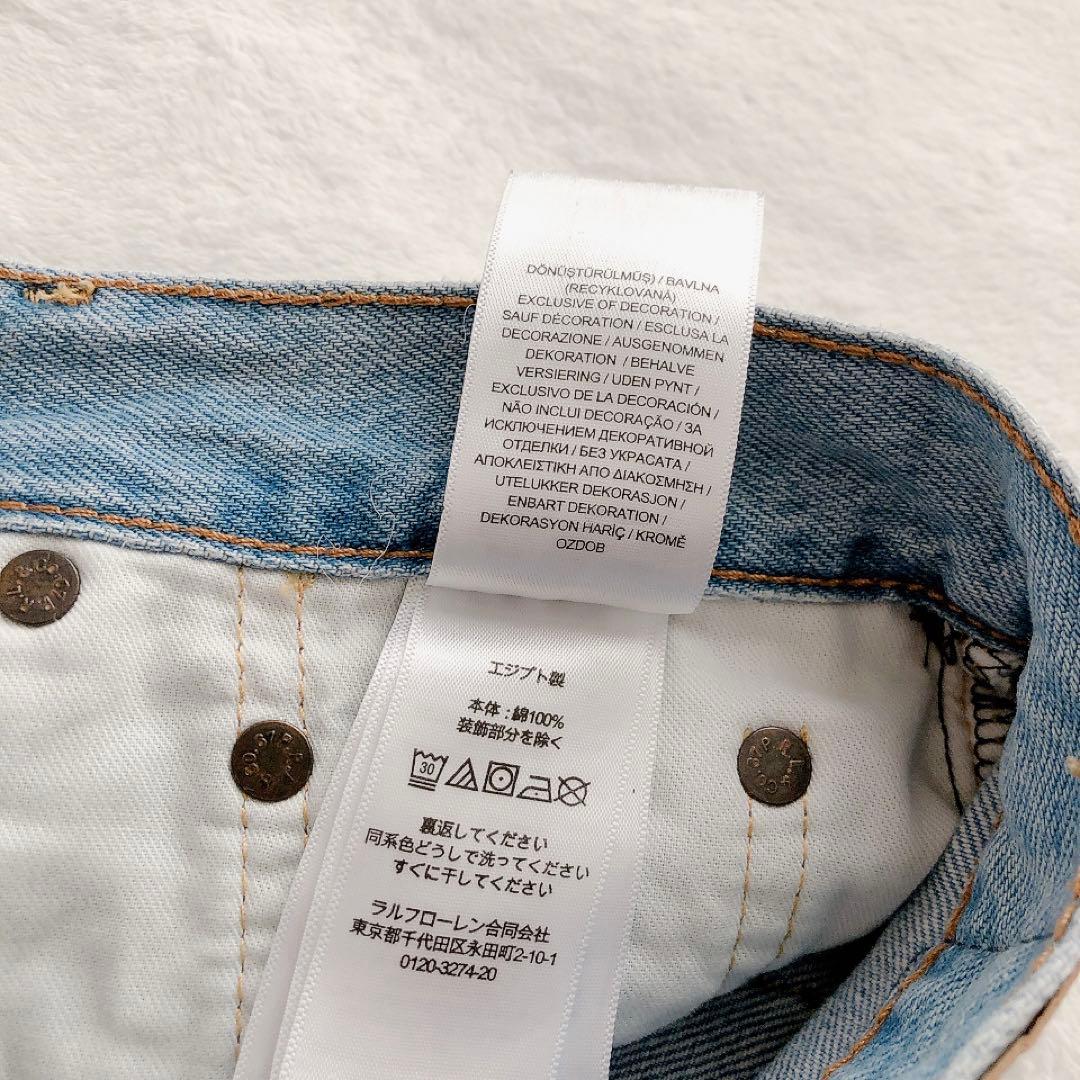 DÖNÜŞTÜRÜLMÜŞ) / BAVLNA
(RECYKLOVANÁ)
EXCLUSIVE OF DECORATION /
SAUF DÉCORATION / ESCLUSA LA
DECORAZIONE / AUSGENOMMEN
DEKORATION / BEHALVE
VERSIERING / UDEN PYNT /
EXCLUSIVO DE LA DECORACIÓN /
NÃO INCLUI DECORAÇÃO / ЗА
ИСКЛЮЧЕНИЕМ ДЕКОРАТИВНОЙ
ОТДЕЛКИ / БЕЗ УКРАСАТА /
ΑΠΟΚΛΕΙΣΤΙΚΗ ΑΠΟ ΔΙΑΚΟΣΜΗΣΗ /
UTELUKKER DEKORASJON /
ENBART DEKORATION /
DEKORASYON HARİÇ / KROMĚ
OZDOB
エジプト製
本体 : 綿100%
装飾部分を除く
30
裏返してください
同系色どうしで洗ってください
すぐに干してください
ラルフローレン合同会社
東京都千代田区永田町2-10-1
0120-3274-20